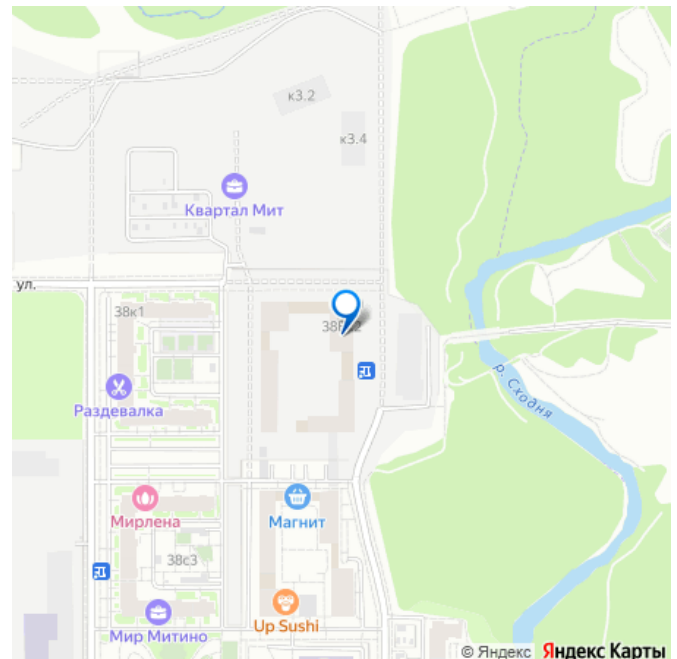 к3.2
к3.4
Квартал Мит
ул.
38к1
Раздевалка
р. Сходня
Мирлена
Магнит
38с3
Мир Митино
Up Sushi
© Яндекс Яндекс Карты